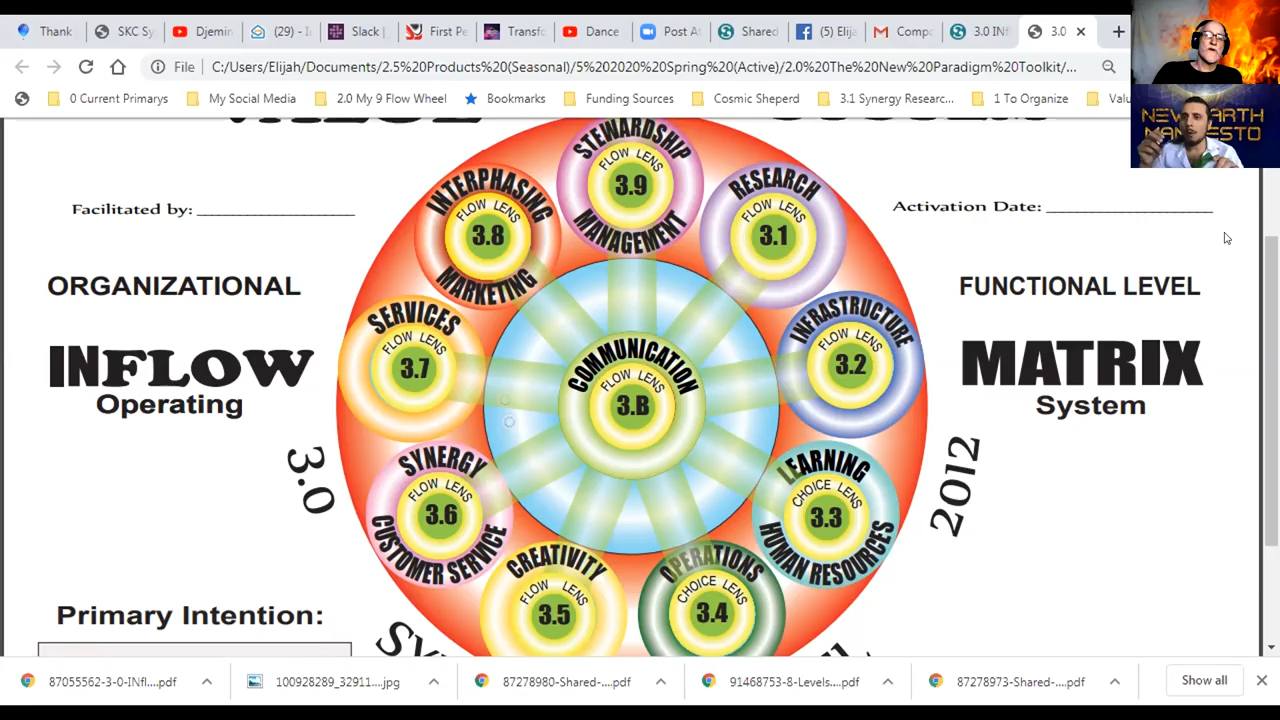 Thank
SKC Sy
Djemin
(29) - I
Slack |
First Pe
Transfo
Dance
Post At
Shared
(5) Elija
Compo
3.0 INf
3.0
File
C:/Users/Elijah/Documents/2.5%20Products%20(Seasonal)/5%202020%20Spring%20(Active)/2.0%20The%20New%20Paradigm%20Toolkit/...
0 Current Primarys
My Social Media
2.0 My 9 Flow Wheel
Bookmarks
Funding Sources
Cosmic Sheperd
3.1 Synergy Researc...
1 To Organize
Valu
NEW EARTH
MANIFESTO
VALUE
SYSTEM
Facilitated by:
Activation Date:
ORGANIZATIONAL
INFLOW
Operating
3.0
FUNCTIONAL LEVEL
MATRIX
System
2012
STEWARDSHIP
FLOW LENS
3.9
MANAGEMENT
RESEARCH
FLOW LENS
3.1
INTERPHASING
FLOW LENS
3.8
MARKETING
INFRASTRUCTURE
FLOW LENS
3.2
SERVICES
FLOW LENS
3.7
COMMUNICATION
FLOW LENS
3.B
LEARNING
CHOICE LENS
3.3
HUMAN RESOURCES
SYNERGY
FLOW LENS
3.6
CUSTOMER SERVICE
CREATIVITY
FLOW LENS
3.5
OPERATIONS
CHOICE LENS
3.4
Primary Intention:
SY
87055562-3-0-INfl....pdf
100928289_32911....jpg
87278980-Shared-....pdf
91468753-8-Levels....pdf
87278973-Shared-....pdf
Show all